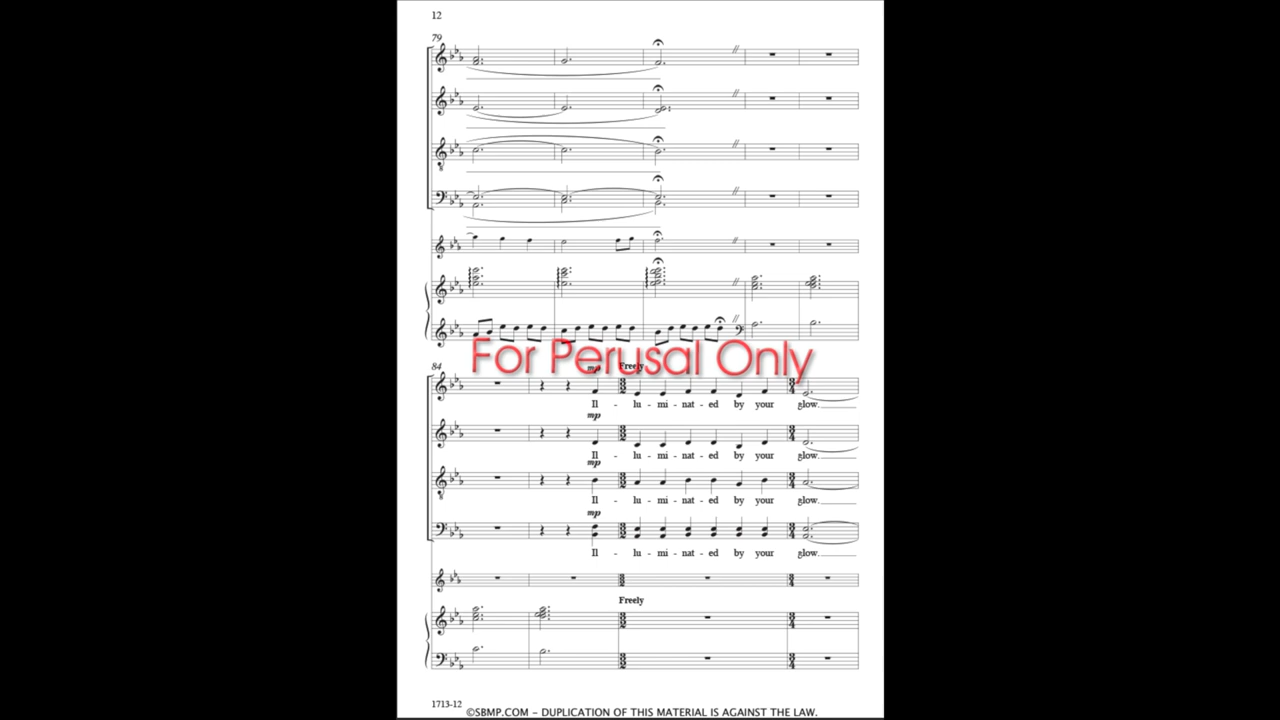 12
79
For Perusal Only
84
mp Freely
Il - lu - mi - nat - ed by your glow.
mp
Il - lu - mi - nat - ed by your glow.
mp
Il - lu - mi - nat - ed by your glow.
mp
Il - lu - mi - nat - ed by your glow.
Freely
1713-12
©SBMP.COM – DUPLICATION OF THIS MATERIAL IS AGAINST THE LAW.